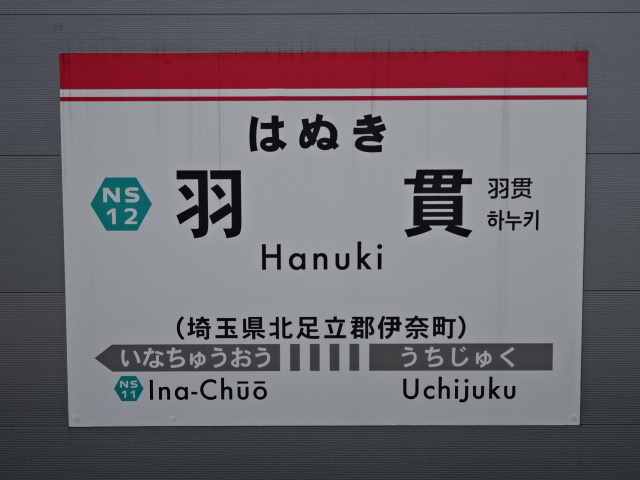 はぬき
NS
12
羽貫
羽贯
하누키
Hanuki
(埼玉県北足立郡伊奈町)
いなちゅうおう うちじゅく
NS
11
Ina-Chūō Uchijuku